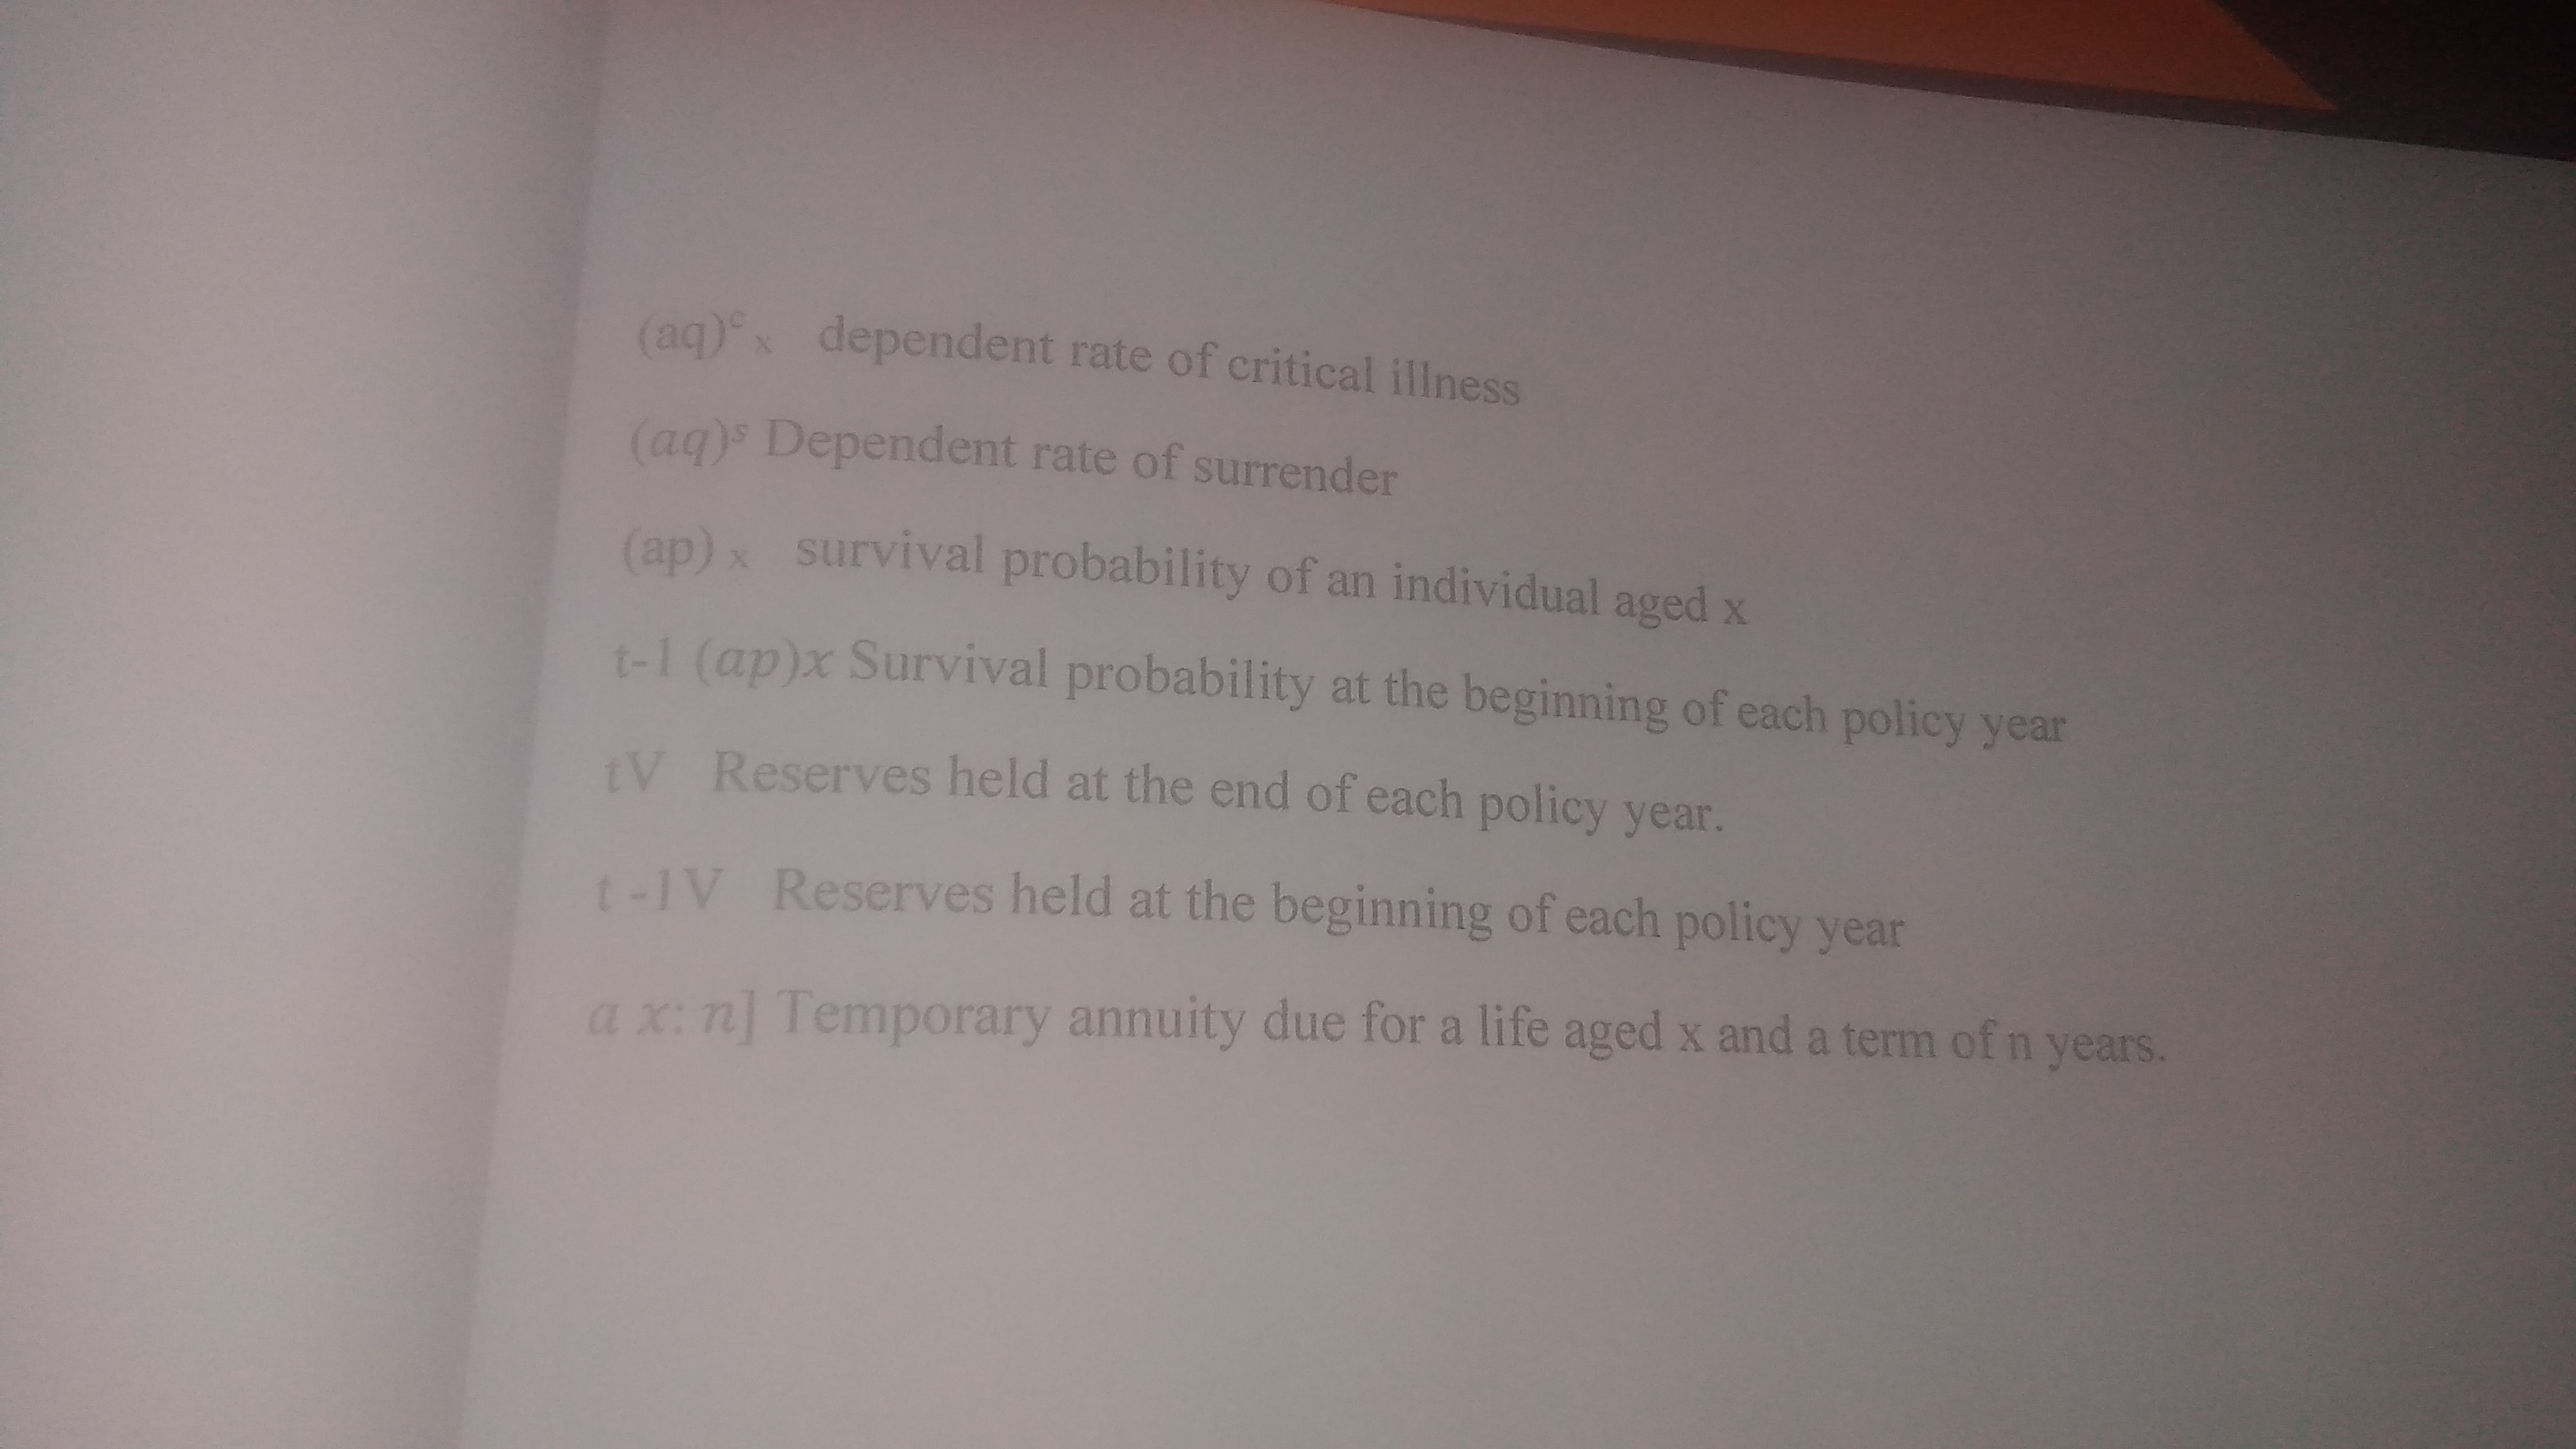 (aq)ᶜ ₓ dependent rate of critical illness
(aq)ˢ Dependent rate of surrender
(ap) ₓ survival probability of an individual aged x
t-1 (ap)x Survival probability at the beginning of each policy year
tV Reserves held at the end of each policy year.
t -1V Reserves held at the beginning of each policy year
a x: n] Temporary annuity due for a life aged x and a term of n years.